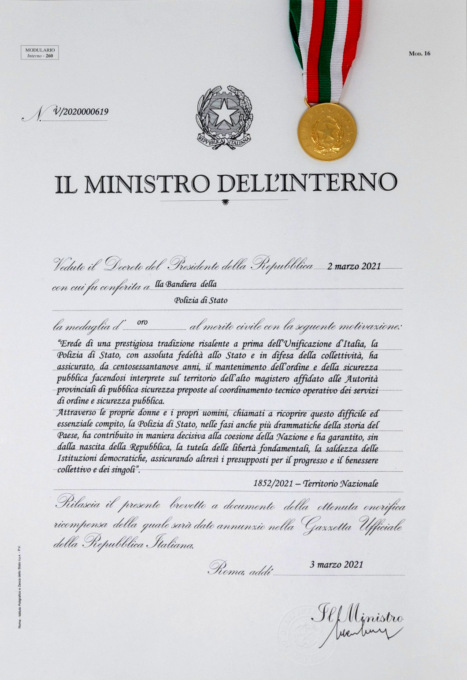 MODULARIO
Interno - 260
Mod. 16
N. V/2020000619
REPVBBLICA ITALIANA
IL MINISTRO DELL'INTERNO
Veduto il Decreto del Presidente della Repubblica 2 marzo 2021
con cui fu conferita a lla Bandiera della
Polizia di Stato
la medaglia d' oro al merito civile con la seguente motivazione:
"Erede di una prestigiosa tradizione risalente a prima dell'Unificazione d'Italia, la
Polizia di Stato, con assoluta fedeltà allo Stato e in difesa della collettività, ha
assicurato, da centosessantanove anni, il mantenimento dell'ordine e della sicurezza
pubblica facendosi interprete sul territorio dell'alto magistero affidato alle Autorità
provinciali di pubblica sicurezza preposte al coordinamento tecnico operativo dei servizi
di ordine e sicurezza pubblica.
Attraverso le proprie donne e i propri uomini, chiamati a ricoprire questo difficile ed
essenziale compito, la Polizia di Stato, nelle fasi anche più drammatiche della storia del
Paese, ha contribuito in maniera decisiva alla coesione della Nazione e ha garantito, sin
dalla nascita della Repubblica, la tutela delle libertà fondamentali, la saldezza delle
Istituzioni democratiche, assicurando altresì i presupposti per il progresso e il benessere
collettivo e dei singoli".
1852/2021 – Territorio Nazionale
Rilascia il presente brevetto a documento della ottenuta onorifica
ricompensa della quale sarà dato annunzio nella Gazzetta Ufficiale
della Repubblica Italiana.
Roma, addì 3 marzo 2021
Il Ministro